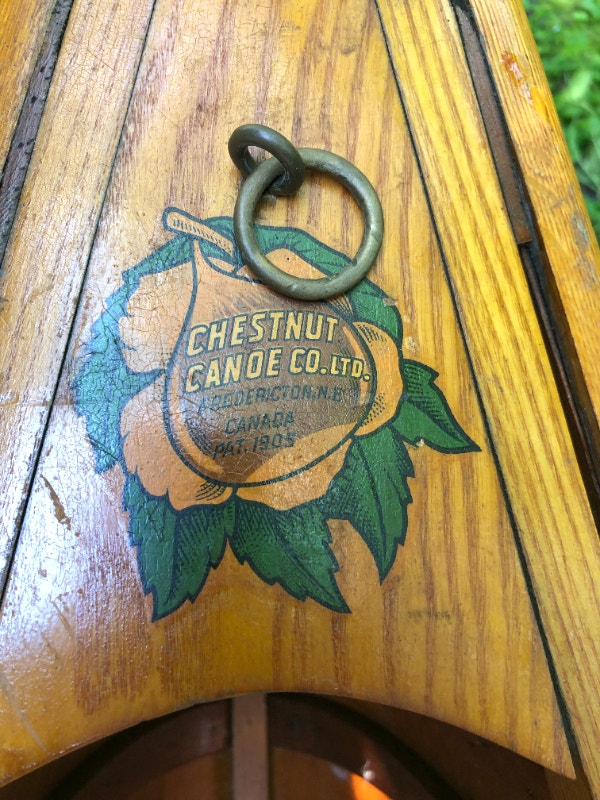 CHESTNUT
CANOE CO. LTD.
FREDERICTON, N.B.
CANADA
PAT. 1905